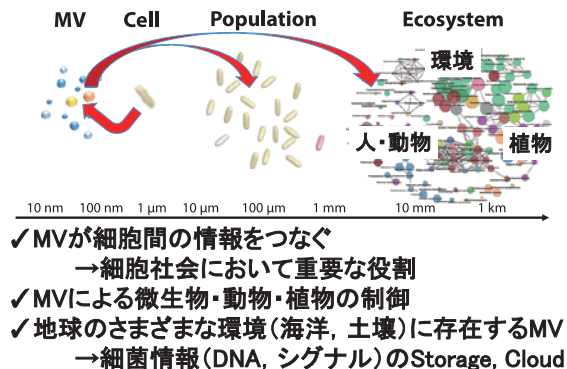 MV Cell Population Ecosystem
環境
人・動物 植物
10 nm 100 nm 1 μm 10 μm 100 μm 1 mm 10 mm 1 km
✓MVが細胞間の情報をつなぐ
→細胞社会において重要な役割
✓MVによる微生物・動物・植物の制御
✓地球のさまざまな環境（海洋，土壌）に存在するMV
→細菌情報（DNA，シグナル）のStorage, Cloud